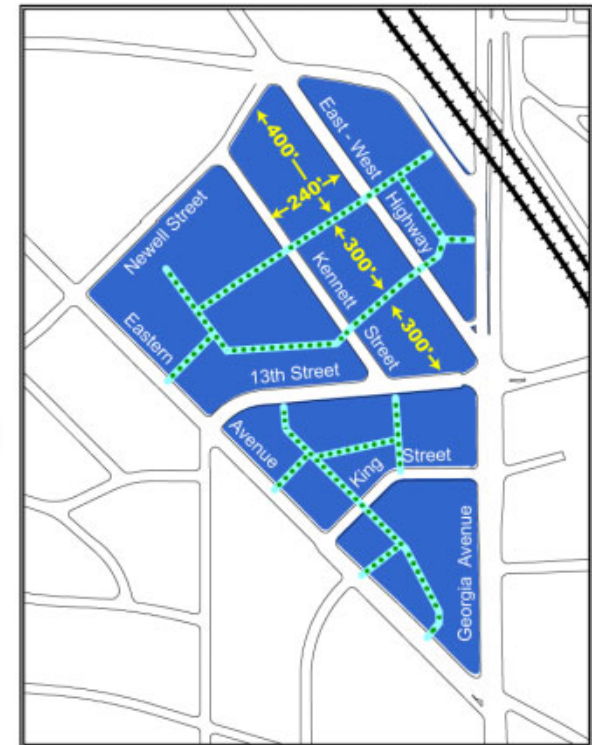 East - West
Highway
400'
240'
300'
300'
Newell Street
Kennett
Street
Eastern
Avenue
13th Street
King
Street
Georgia Avenue